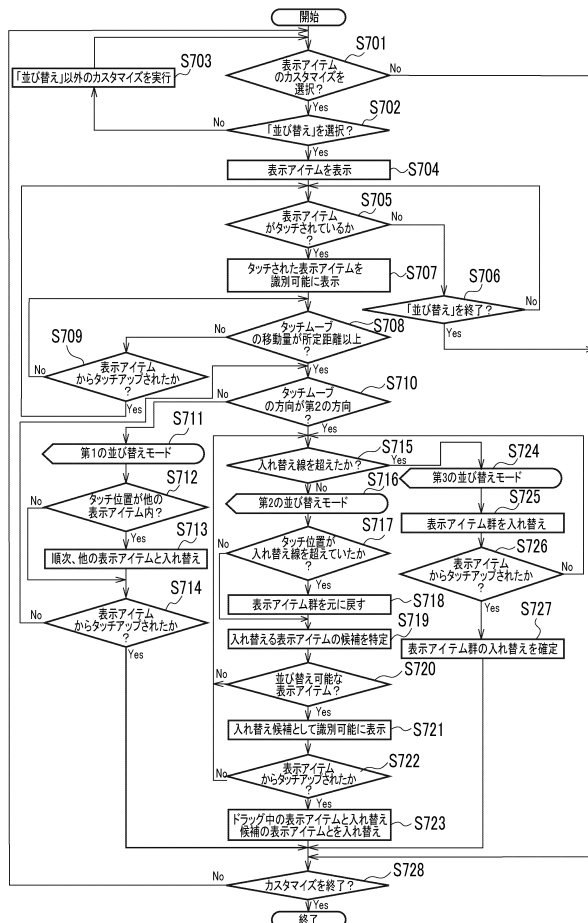 開始
S701
表示アイテム
のカスタマイズを
選択?
No
Yes
S703
「並び替え」以外のカスタマイズを実行
S702
「並び替え」を選択?
No
Yes
表示アイテムを表示
S704
S705
表示アイテム
がタッチされているか
?
No
Yes
タッチされた表示アイテムを
識別可能に表示
S707
S706
「並び替え」を終了?
No
Yes
S708
タッチムーブ
の移動量が所定距離以上
?
No
Yes
S709
表示アイテム
からタッチアップされたか
?
No
Yes
S710
タッチムーブ
の方向が第2の方向
?
No
Yes
S711
第1の並び替えモード
S712
タッチ位置が他の
表示アイテム内?
No
Yes
S713
順次、他の表示アイテムと入れ替え
S714
表示アイテム
からタッチアップされたか
?
No
Yes
S715
入れ替え線を超えたか?
Yes
No
S716
第2の並び替えモード
S717
タッチ位置が
入れ替え線を超えていたか
?
No
Yes
表示アイテム群を元に戻す
S718
S719
入れ替える表示アイテムの候補を特定
S720
並び替え可能な
表示アイテム?
No
Yes
入れ替え候補として識別可能に表示
S721
S722
表示アイテム
からタッチアップされたか
?
No
Yes
ドラッグ中の表示アイテムと入れ替え
候補の表示アイテムとを入れ替え
S723
S724
第3の並び替えモード
S725
表示アイテム群を入れ替え
S726
表示アイテム
からタッチアップされたか
?
No
Yes
S727
表示アイテム群の入れ替えを確定
S728
カスタマイズを終了?
No
Yes
終了